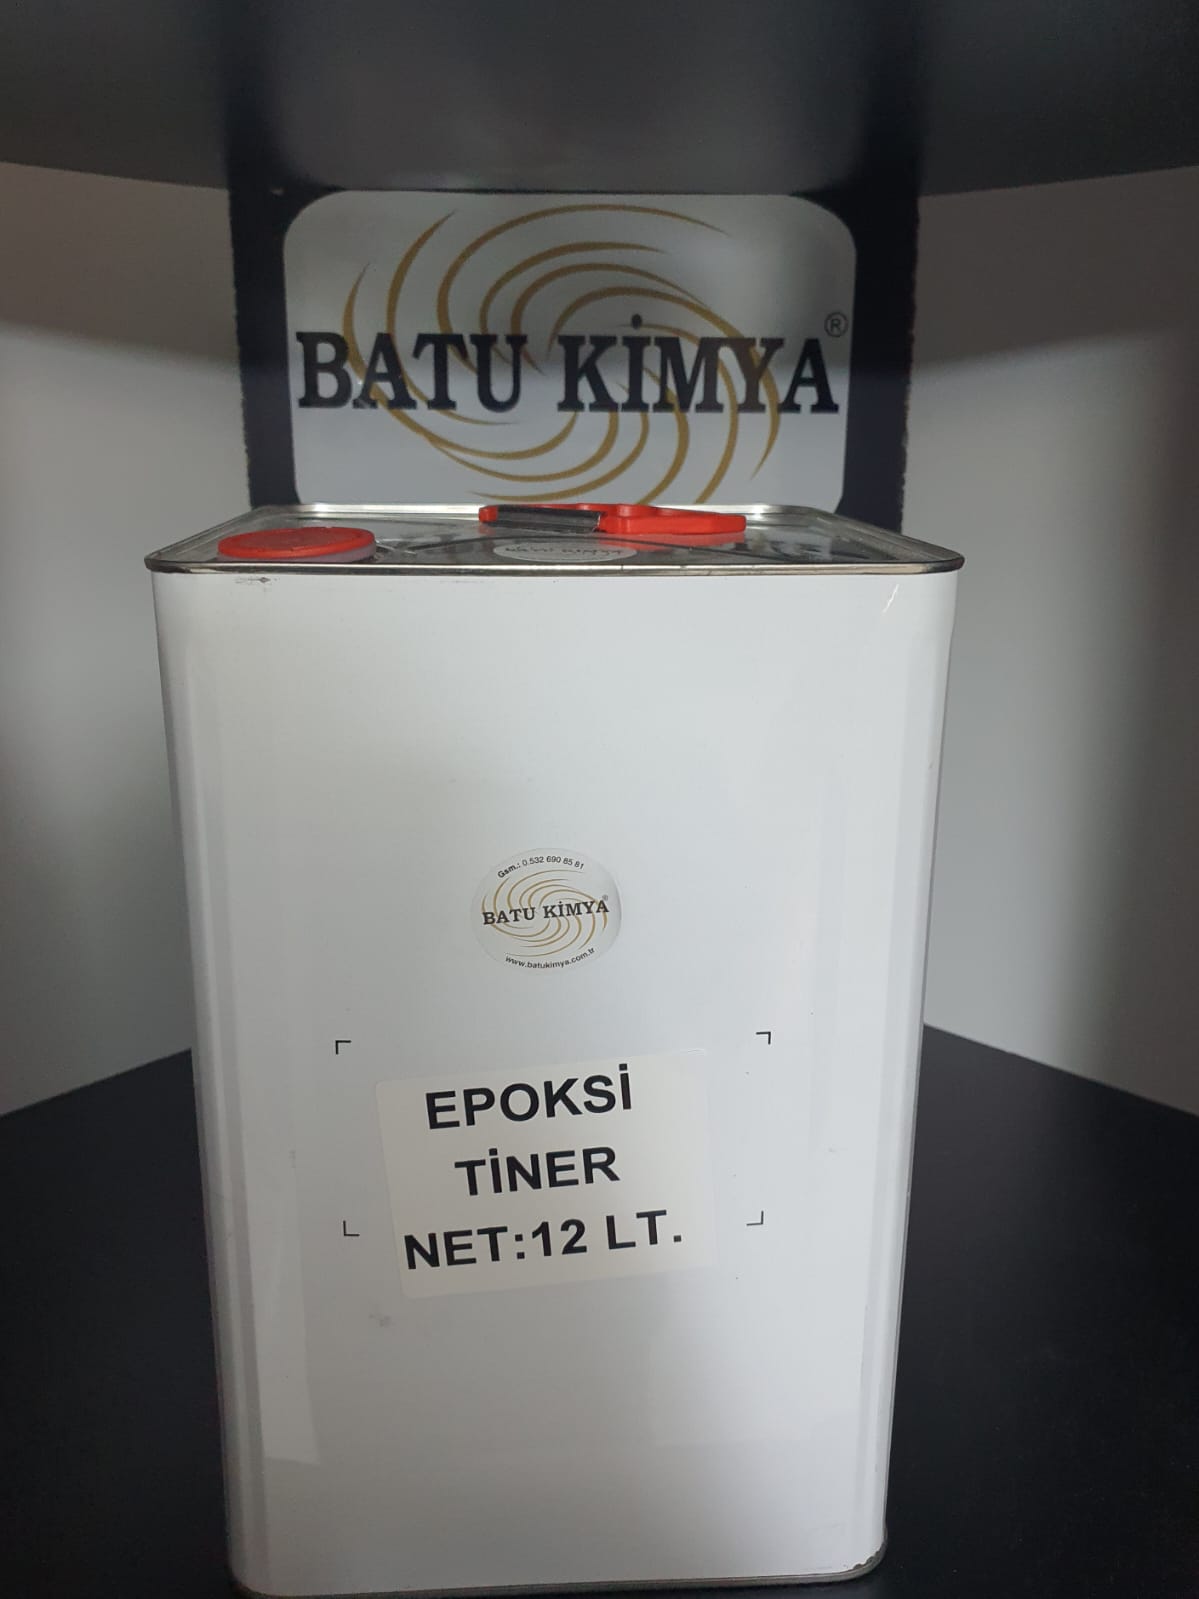 BATU KİMYA®
Gsm.: 0.532 690 85 81
BATU KİMYA®
www.batukimya.com.tr
EPOKSİ
TİNER
NET:12 LT.